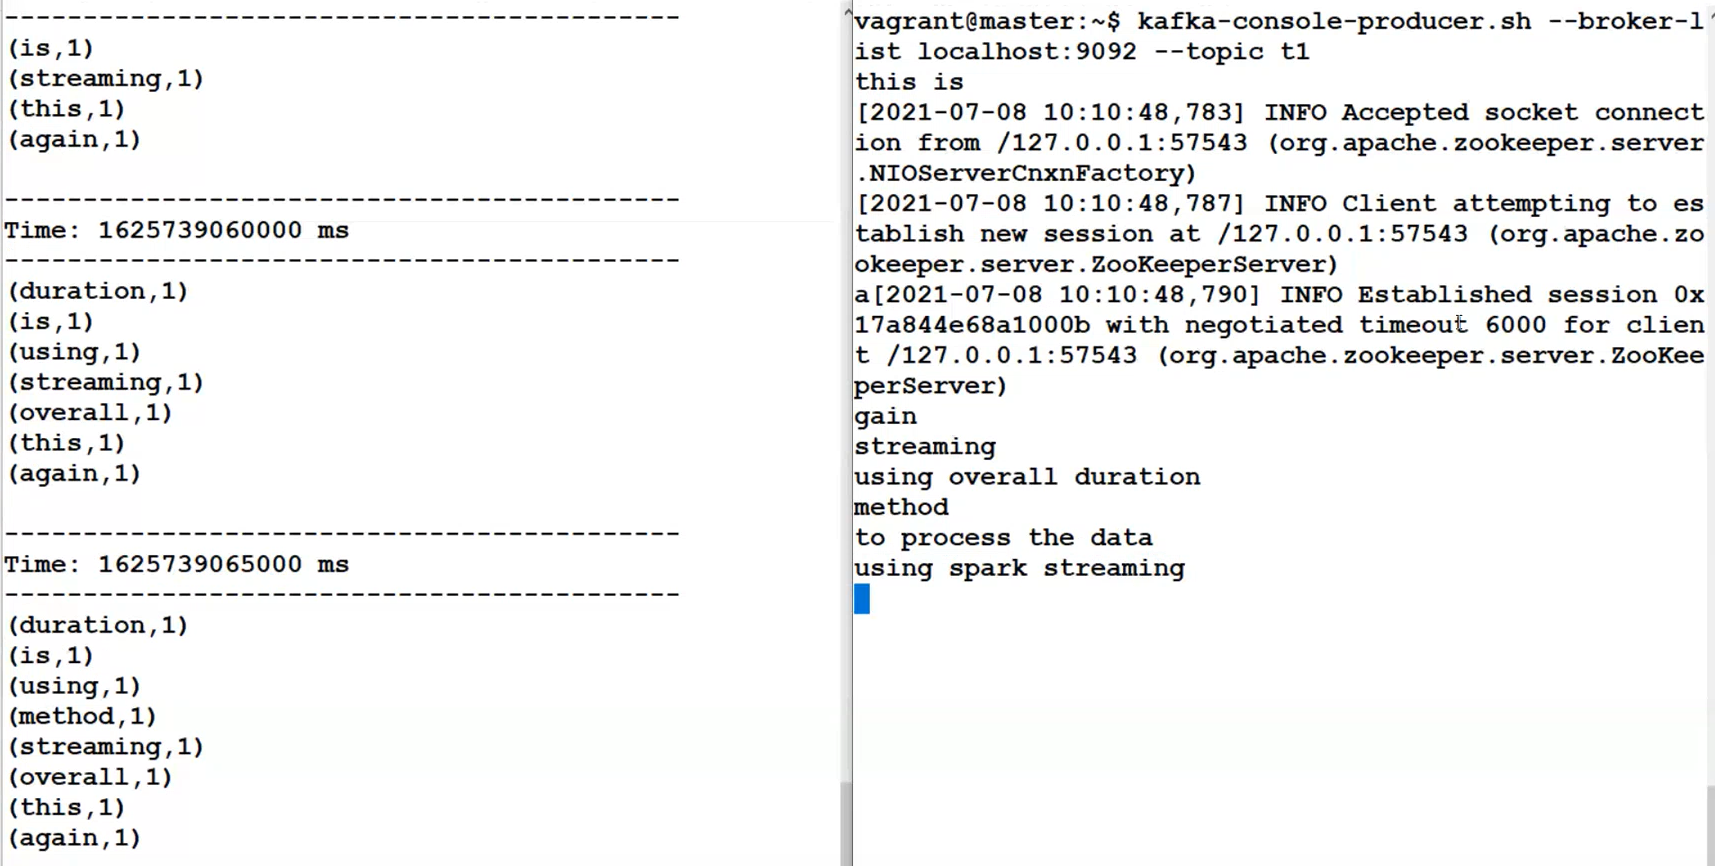 --------------------------------------------
(is,1)
(streaming,1)
(this,1)
(again,1)
--------------------------------------------
Time: 1625739060000 ms
--------------------------------------------
(duration,1)
(is,1)
(using,1)
(streaming,1)
(overall,1)
(this,1)
(again,1)
--------------------------------------------
Time: 1625739065000 ms
--------------------------------------------
(duration,1)
(is,1)
(using,1)
(method,1)
(streaming,1)
(overall,1)
(this,1)
(again,1)
vagrant@master:~$ kafka-console-producer.sh --broker-l
ist localhost:9092 --topic t1
this is
[2021-07-08 10:10:48,783] INFO Accepted socket connect
ion from /127.0.0.1:57543 (org.apache.zookeeper.server
.NIOServerCnxnFactory)
[2021-07-08 10:10:48,787] INFO Client attempting to es
tablish new session at /127.0.0.1:57543 (org.apache.zo
okeeper.server.ZooKeeperServer)
a[2021-07-08 10:10:48,790] INFO Established session 0x
17a844e68a1000b with negotiated timeout 6000 for clien
t /127.0.0.1:57543 (org.apache.zookeeper.server.ZooKee
perServer)
gain
streaming
using overall duration
method
to process the data
using spark streaming